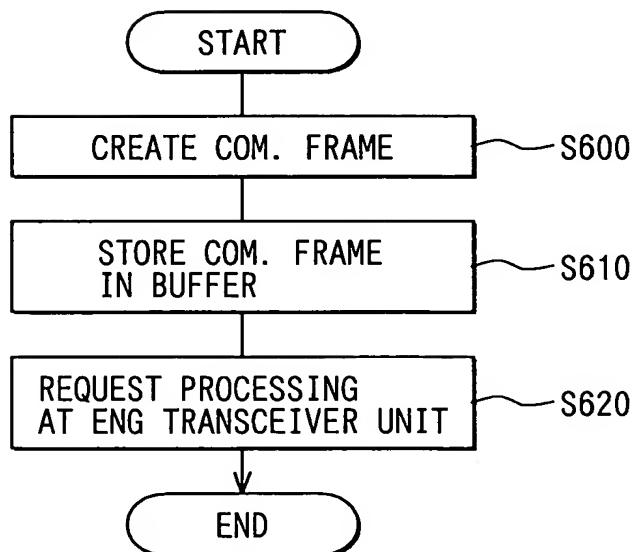 START
CREATE COM. FRAME
S600
STORE COM. FRAME
IN BUFFER
S610
REQUEST PROCESSING
AT ENG TRANSCEIVER UNIT
S620
END